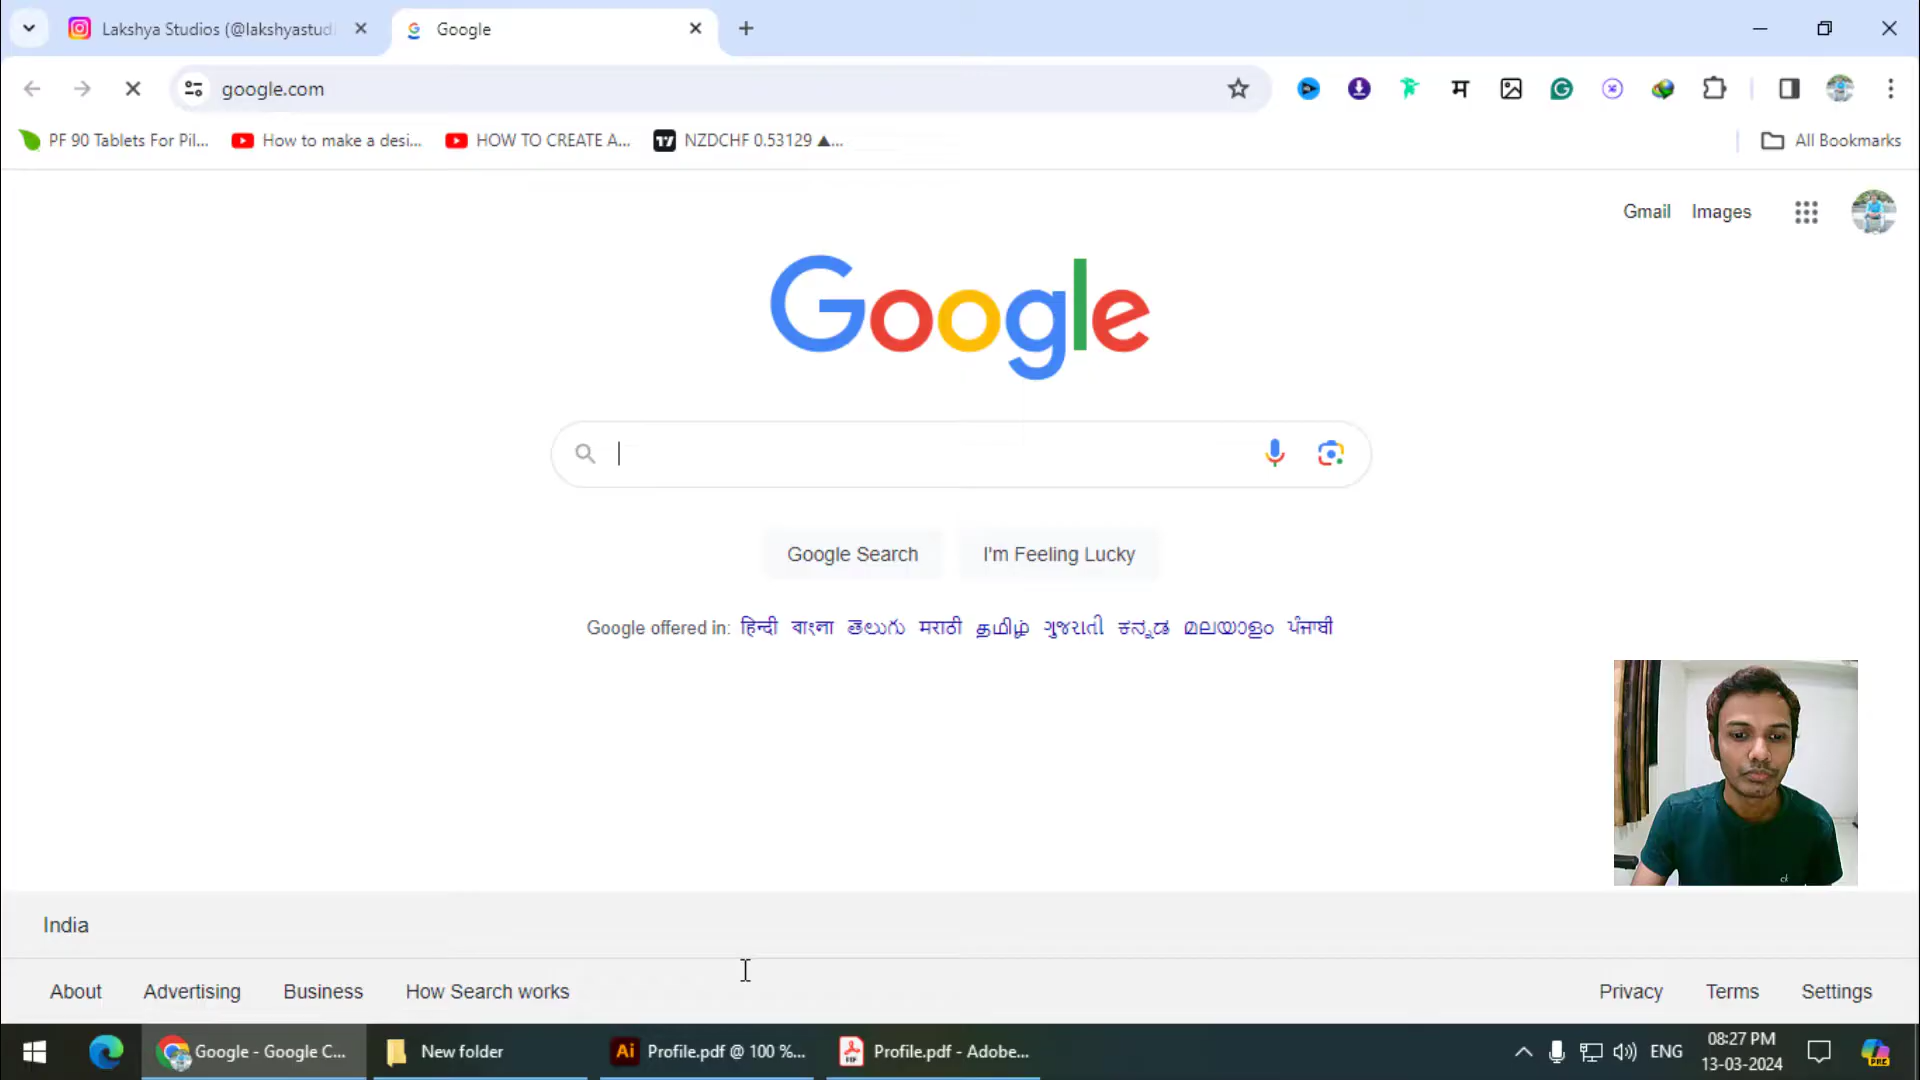 Lakshya Studios (@lakshyastud
Google
google.com
PF 90 Tablets For Pil...
How to make a desi...
HOW TO CREATE A...
NZDCHF 0.53129 ▲...
All Bookmarks
Gmail Images
Google
Google Search
I'm Feeling Lucky
Google offered in: हिन्दी বাংলা తెలుగు मराठी தமிழ் ગુજરાતી ಕನ್ನಡ മലയാളം ਪੰਜਾਬੀ
India
About Advertising Business How Search works
Privacy Terms Settings
Google - Google C...
New folder
Ai Profile.pdf @ 100 %...
Profile.pdf - Adobe...
ENG
08:27 PM
13-03-2024